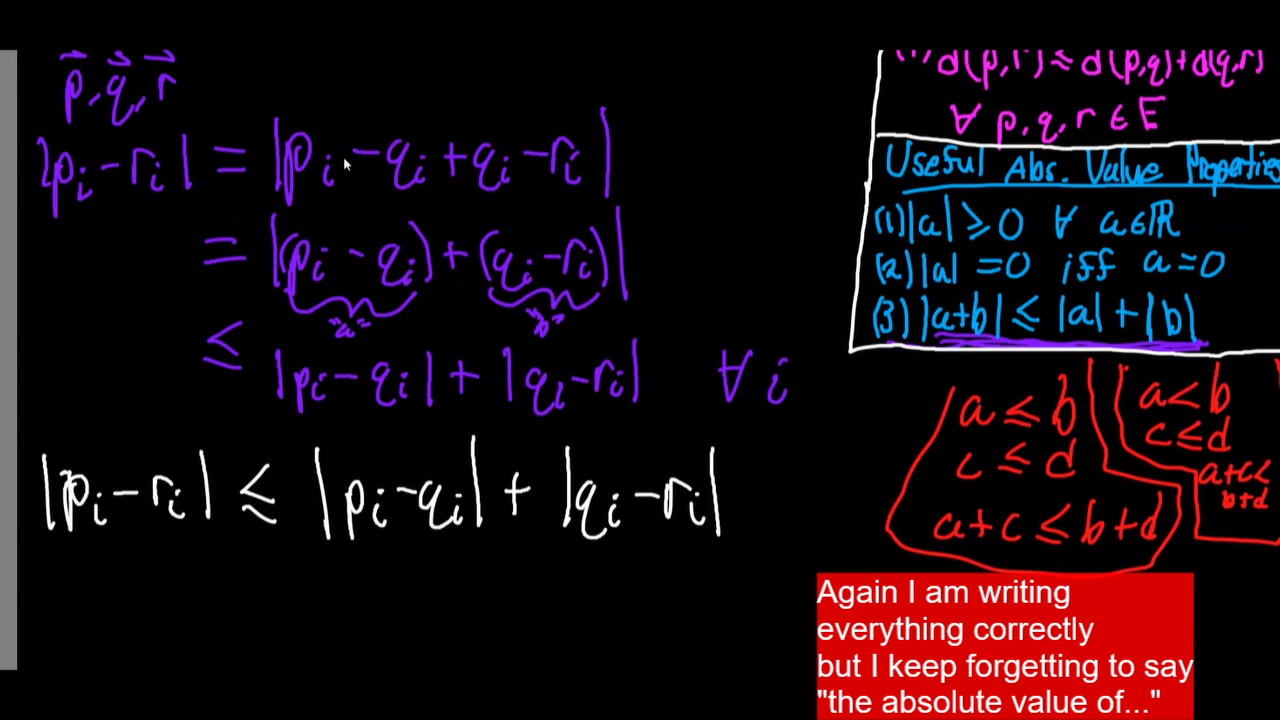 p⃗, q⃗, r⃗
|pᵢ - rᵢ| = |pᵢ - qᵢ + qᵢ - rᵢ|
= |(pᵢ - qᵢ) + (qᵢ - rᵢ)|
"a" "b"
≤ |pᵢ - qᵢ| + |qᵢ - rᵢ| ∀ i
|pᵢ - rᵢ| ≤ |pᵢ - qᵢ| + |qᵢ - rᵢ|
d(p,r) ≤ d(p,q) + d(q,r)
∀ p, q, r ∈ E
Useful Abs. Value Properties
(1) |a| ≥ 0 ∀ a ∈ ℝ
(2) |a| = 0 iff a = 0
(3) |a+b| ≤ |a| + |b|
a ≤ b
c ≤ d
a+c ≤ b+d
a < b
c ≤ d
a+c <
b+d
Again I am writing
everything correctly
but I keep forgetting to say
"the absolute value of..."